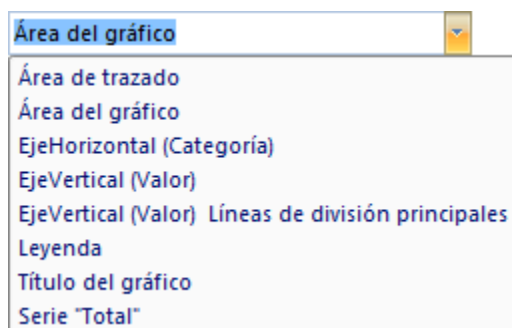 Área del gráfico
Área de trazado
Área del gráfico
EjeHorizontal (Categoría)
EjeVertical (Valor)
EjeVertical (Valor)  Líneas de división principales
Leyenda
Título del gráfico
Serie "Total"